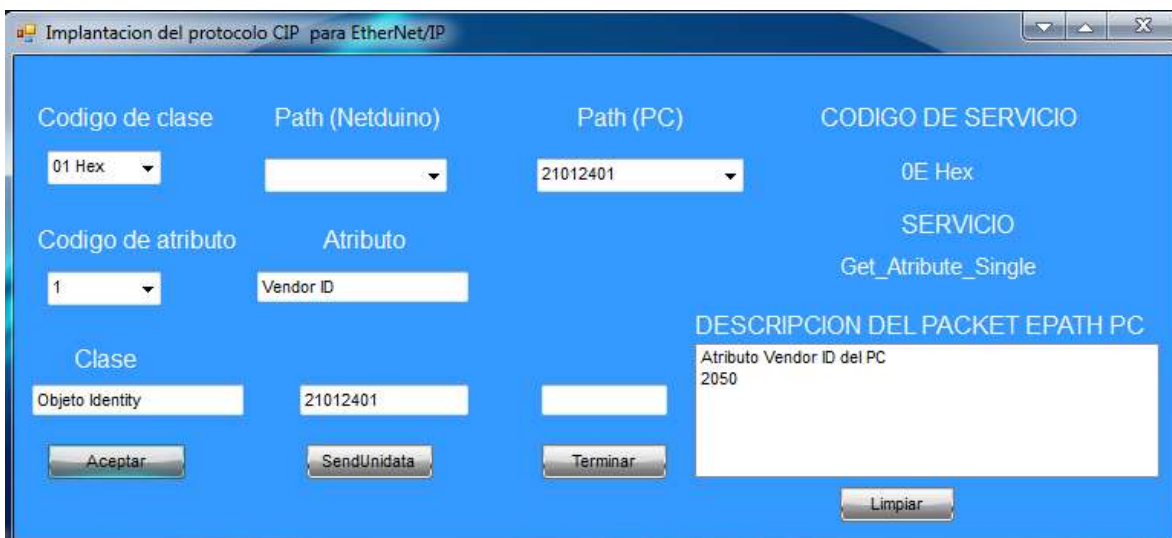 Implantacion del protocolo CIP para EtherNet/IP
Codigo de clase
Path (Netduino)
Path (PC)
CODIGO DE SERVICIO
01 Hex
21012401
0E Hex
Codigo de atributo
Atributo
SERVICIO
1
Vendor ID
Get_Atribute_Single
DESCRIPCION DEL PACKET EPATH PC
Atributo Vendor ID del PC
2050
Clase
Objeto Identity
21012401
Aceptar
SendUnidata
Terminar
Limpiar